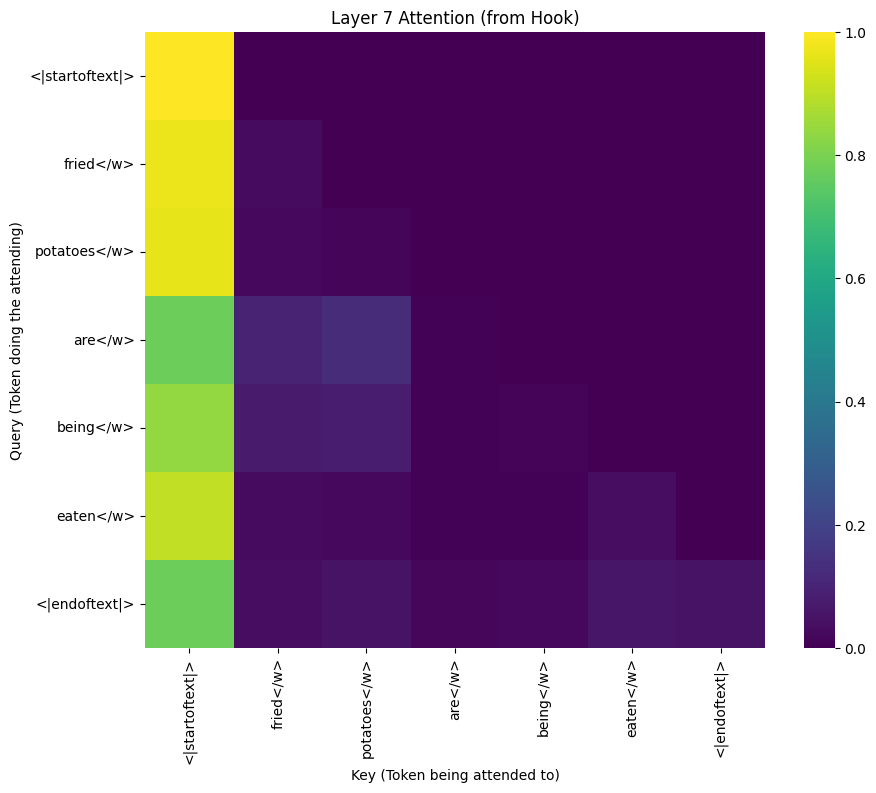 Layer 7 Attention (from Hook)
Query (Token doing the attending)
<|startoftext|>
fried</w>
potatoes</w>
are</w>
being</w>
eaten</w>
<|endoftext|>
1.0
0.8
0.6
0.4
0.2
0.0
<|startoftext|>
fried</w>
potatoes</w>
are</w>
being</w>
eaten</w>
<|endoftext|>
Key (Token being attended to)